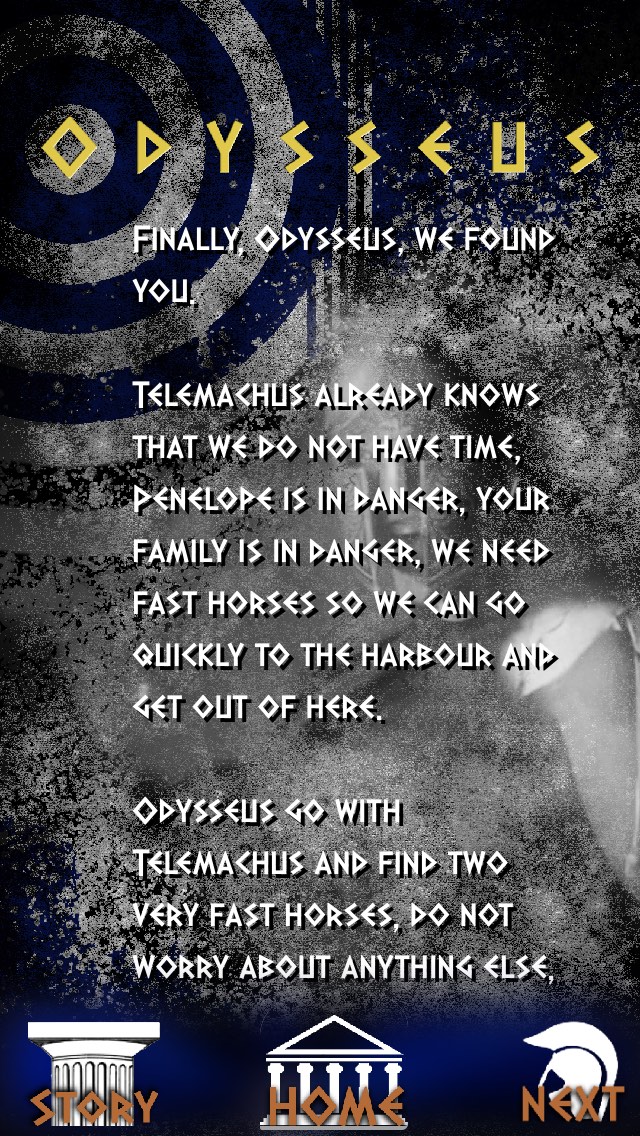 ODYSSEUS
FINALLY, ODYSSEUS, WE FOUND
YOU.
TELEMACHUS ALREADY KNOWS
THAT WE DO NOT HAVE TIME,
PENELOPE IS IN DANGER, YOUR
FAMILY IS IN DANGER, WE NEED
FAST HORSES SO WE CAN GO
QUICKLY TO THE HARBOUR AND
GET OUT OF HERE.
ODYSSEUS GO WITH
TELEMACHUS AND FIND TWO
VERY FAST HORSES, DO NOT
WORRY ABOUT ANYTHING ELSE,
STORY HOME NEXT